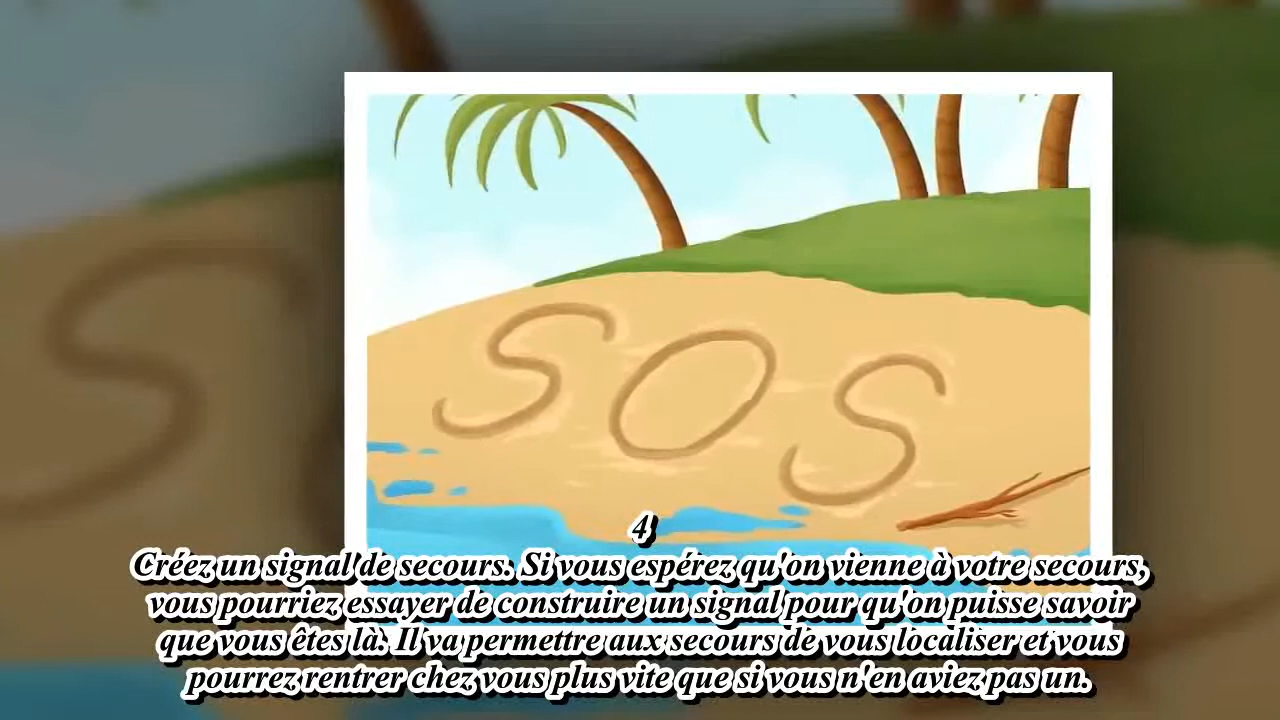 SOS
4
Créez un signal de secours. Si vous espérez qu'on vienne à votre secours,
vous pourriez essayer de construire un signal pour qu'on puisse savoir
que vous êtes là. Il va permettre aux secours de vous localiser et vous
pourrez rentrer chez vous plus vite que si vous n'en aviez pas un.